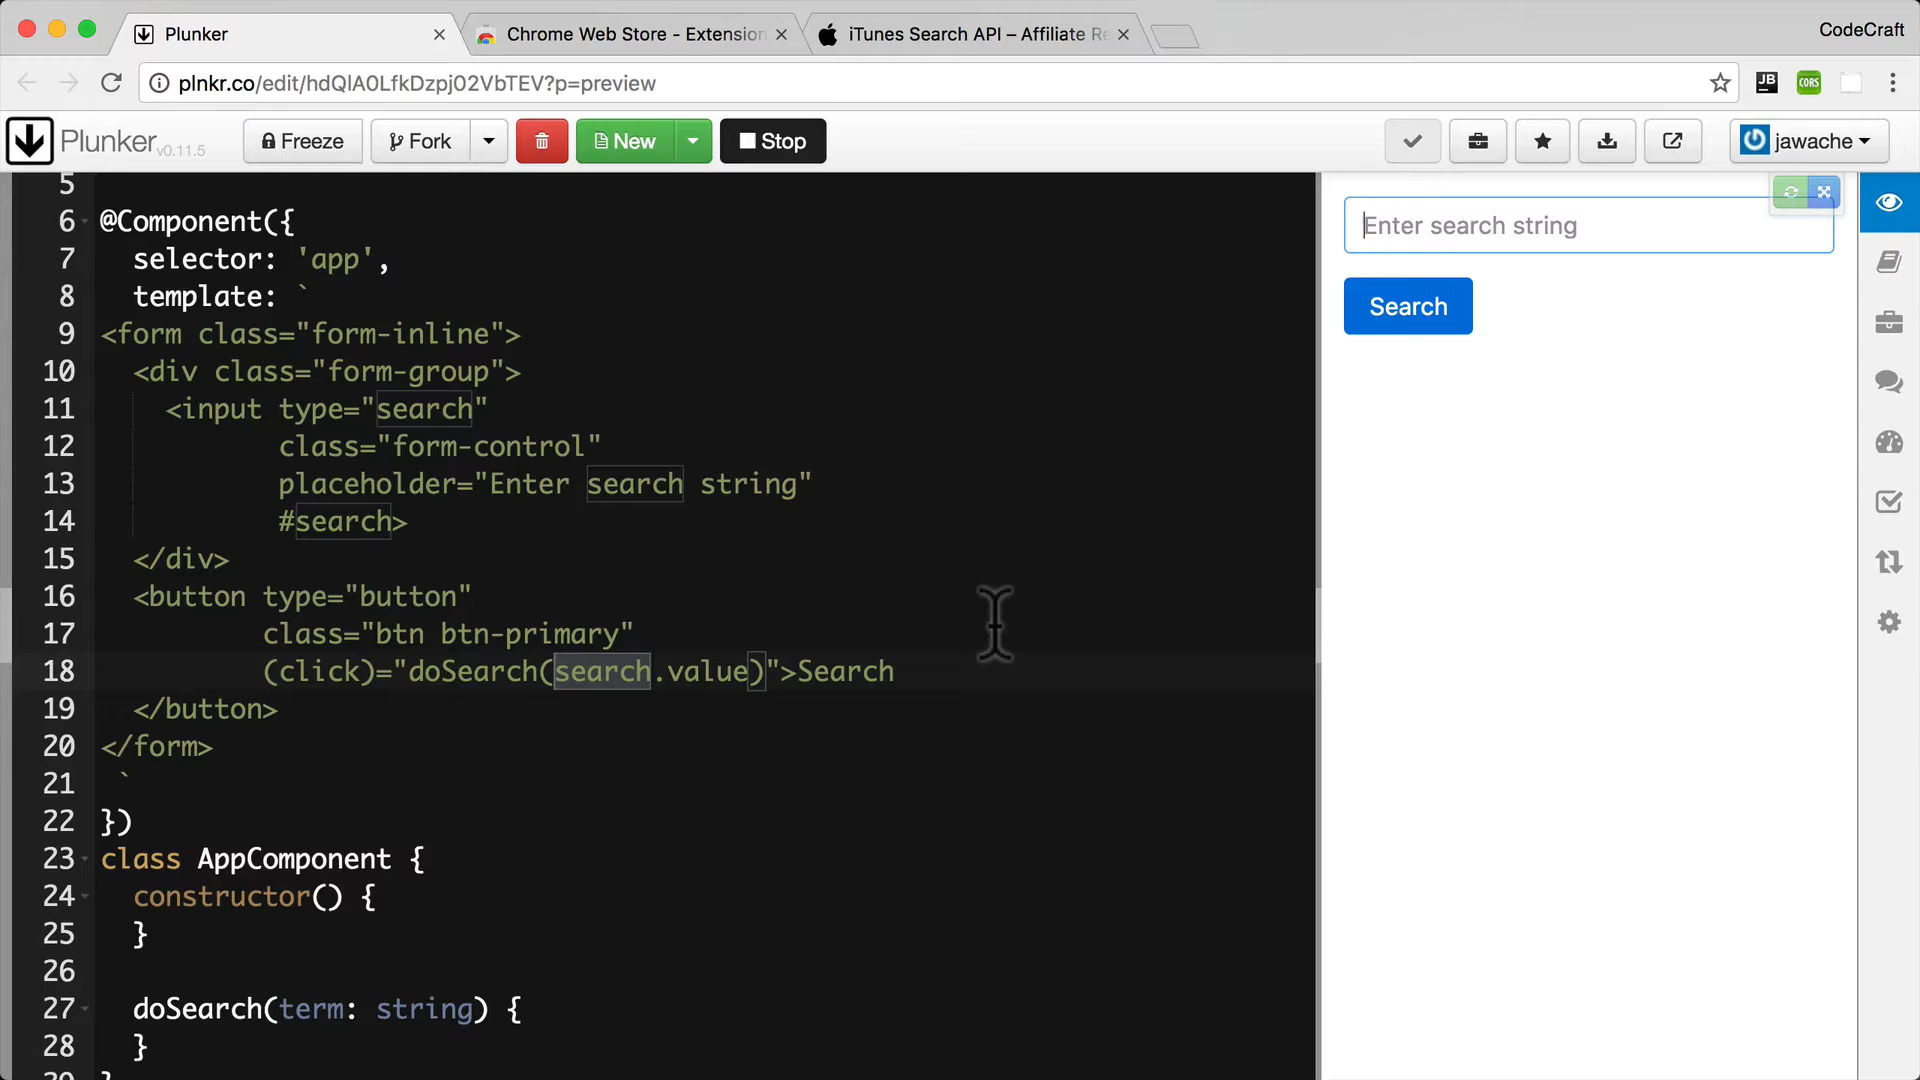 Plunker
Chrome Web Store - Extension
iTunes Search API – Affiliate Re
CodeCraft
plnkr.co/edit/hdQlA0LfkDzpj02VbTEV?p=preview
JB
CORS
Plunker v0.11.5
Freeze
Fork
New
Stop
jawache
5
6 @Component({
7 selector: 'app',
8 template: `
9 <form class="form-inline">
10 <div class="form-group">
11 <input type="search"
12 class="form-control"
13 placeholder="Enter search string"
14 #search>
15 </div>
16 <button type="button"
17 class="btn btn-primary"
18 (click)="doSearch(search.value)">Search
19 </button>
20 </form>
21 `
22 })
23 class AppComponent {
24 constructor() {
25 }
26
27 doSearch(term: string) {
28 }
29 }
Enter search string
Search